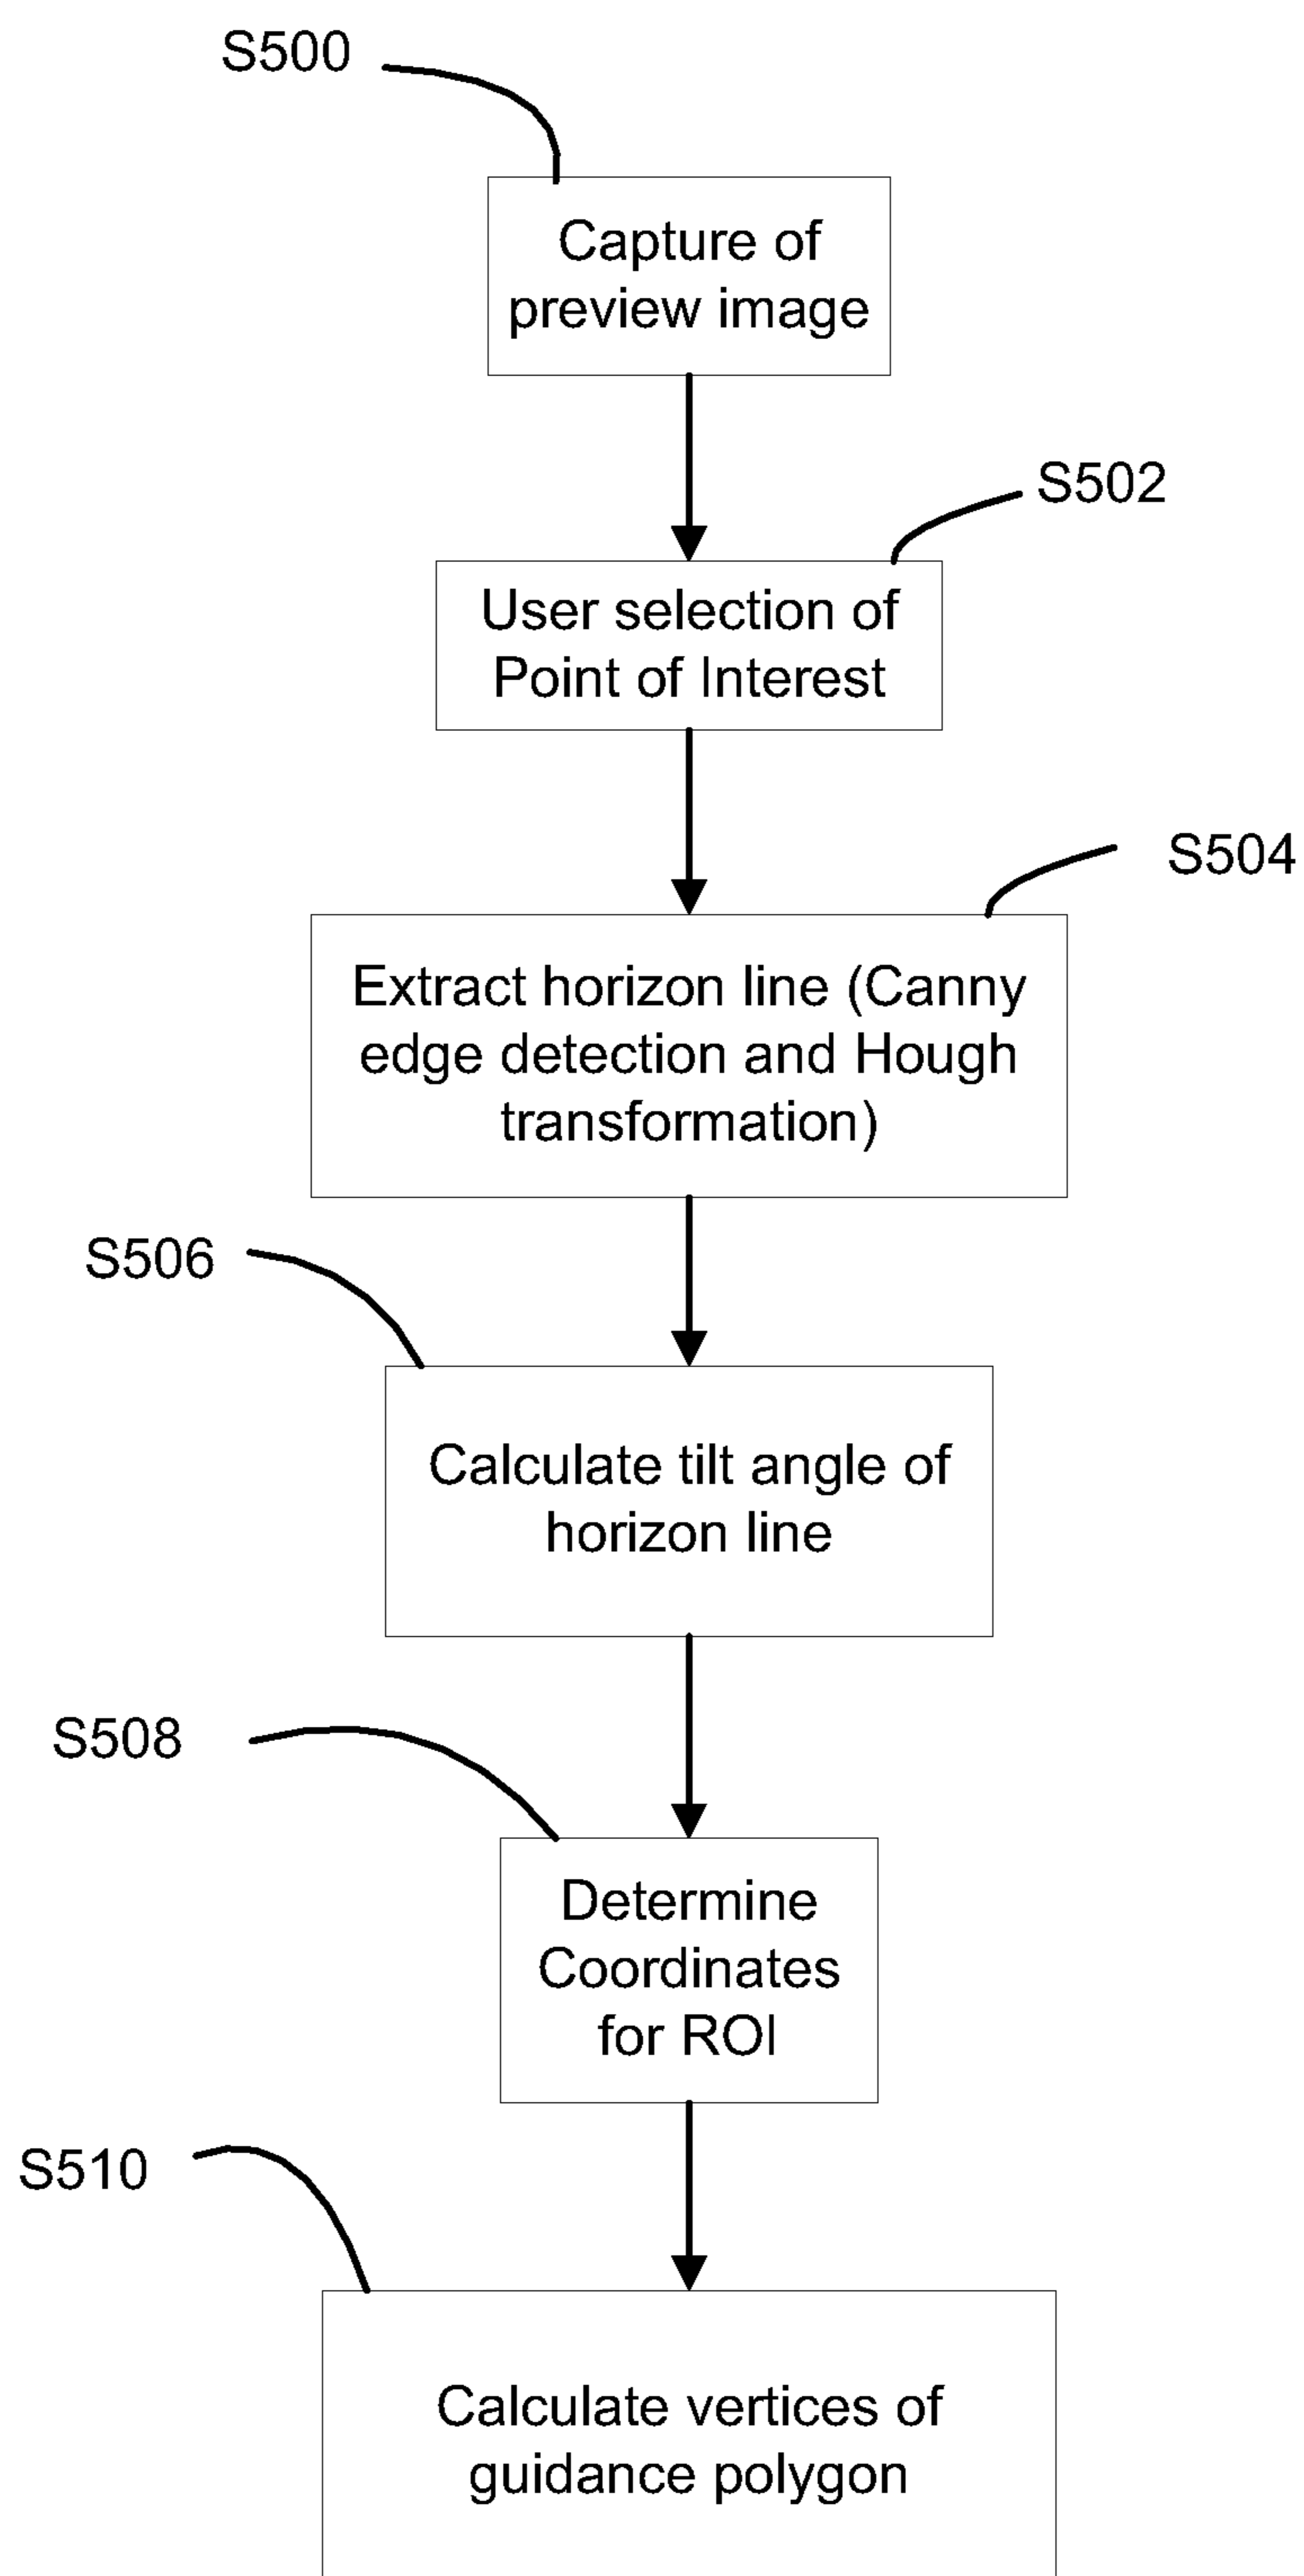 S500
Capture of
preview image
S502
User selection of
Point of Interest
S504
Extract horizon line (Canny
edge detection and Hough
transformation)
S506
Calculate tilt angle of
horizon line
S508
Determine
Coordinates
for ROI
S510
Calculate vertices of
guidance polygon